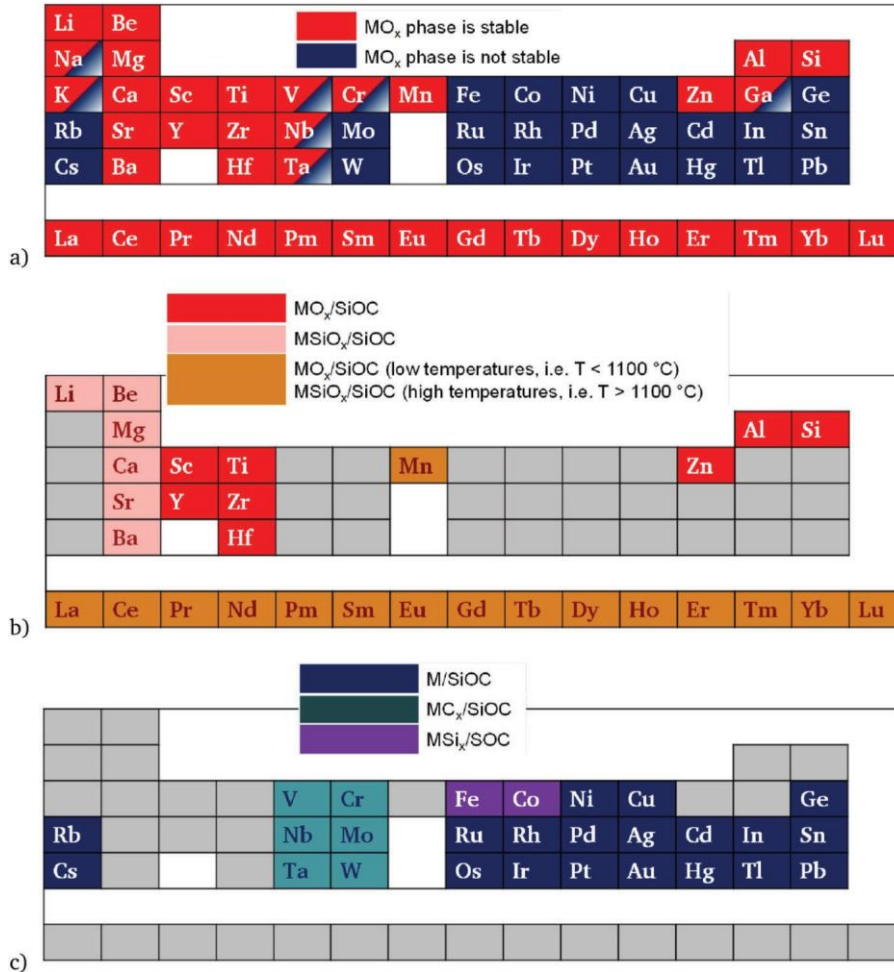 Li Be
MOₓ phase is stable
MOₓ phase is not stable
Na Mg Al Si
K Ca Sc Ti V Cr Mn Fe Co Ni Cu Zn Ga Ge
Rb Sr Y Zr Nb Mo Ru Rh Pd Ag Cd In Sn
Cs Ba Hf Ta W Os Ir Pt Au Hg Tl Pb
La Ce Pr Nd Pm Sm Eu Gd Tb Dy Ho Er Tm Yb Lu
a)
MOₓ/SiOC
MSiOₓ/SiOC
MOₓ/SiOC (low temperatures, i.e. T < 1100 °C)
MSiOₓ/SiOC (high temperatures, i.e. T > 1100 °C)
Li Be
Mg Al Si
Ca Sc Ti Mn Zn
Sr Y Zr
Ba Hf
La Ce Pr Nd Pm Sm Eu Gd Tb Dy Ho Er Tm Yb Lu
b)
M/SiOC
MCₓ/SiOC
MSiₓ/SOC
V Cr Fe Co Ni Cu Ge
Rb Nb Mo Ru Rh Pd Ag Cd In Sn
Cs Ta W Os Ir Pt Au Hg Tl Pb
c)